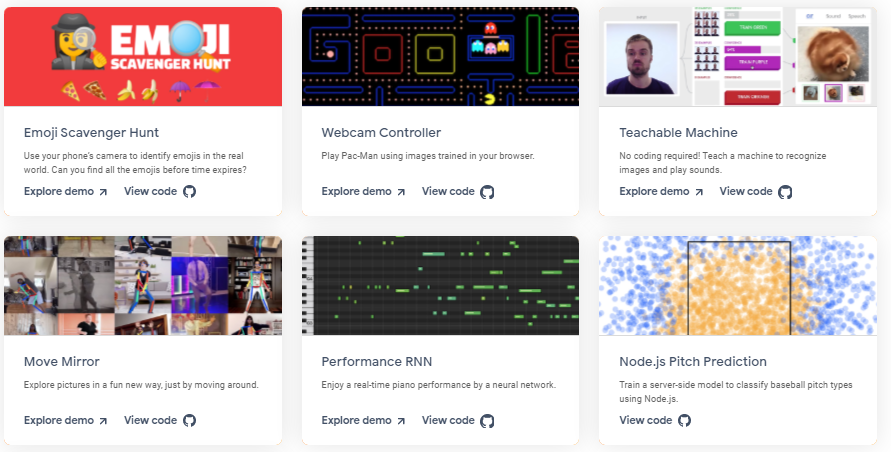 EMOJI
SCAVENGER HUNT
TRAIN GREEN
TRAIN PURPLE
TRAIN ORANGE
Sound Speech
Emoji Scavenger Hunt
Use your phone's camera to identify emojis in the real
world. Can you find all the emojis before time expires?
Explore demo View code
Webcam Controller
Play Pac-Man using images trained in your browser.
Explore demo View code
Teachable Machine
No coding required! Teach a machine to recognize
images and play sounds.
Explore demo View code
Move Mirror
Explore pictures in a fun new way, just by moving around.
Explore demo View code
Performance RNN
Enjoy a real-time piano performance by a neural network.
Explore demo View code
Node.js Pitch Prediction
Train a server-side model to classify baseball pitch types
using Node.js.
View code